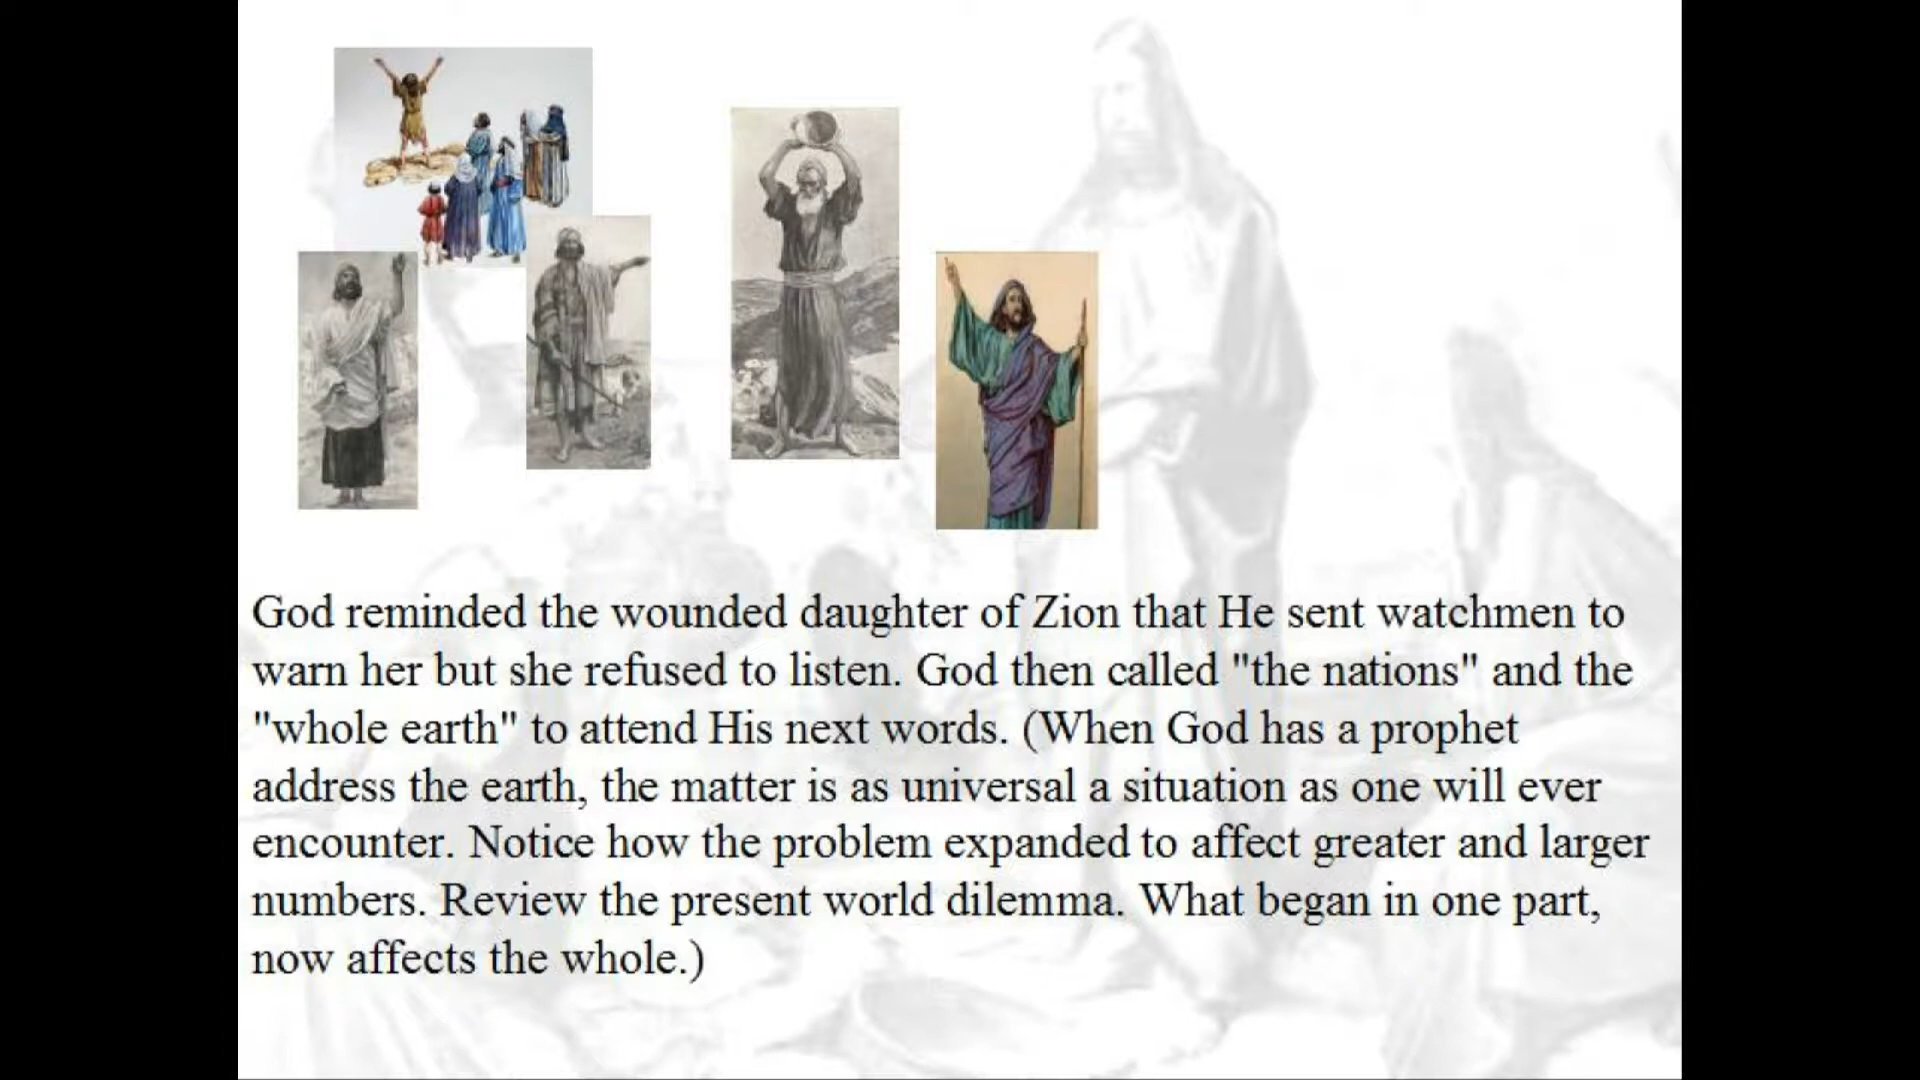 God reminded the wounded daughter of Zion that He sent watchmen to
warn her but she refused to listen. God then called "the nations" and the
"whole earth" to attend His next words. (When God has a prophet
address the earth, the matter is as universal a situation as one will ever
encounter. Notice how the problem expanded to affect greater and larger
numbers. Review the present world dilemma. What began in one part,
now affects the whole.)